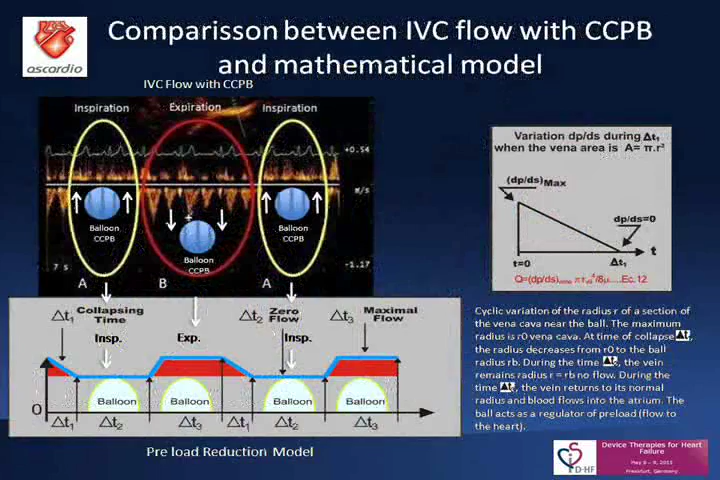 Comparisson between IVC flow with CCPB
and mathematical model
ascardio
IVC Flow with CCPB
Inspiration
Expiration
Inspiration
+0.54
M/S
-1.17
7 s
Balloon
CCPB
Balloon
CCPB
Balloon
CCPB
A
B
A
Δt₁
Collapsing
Time
Insp.
Exp.
Δt₂
Zero
Flow
Insp.
Δt₃
Maximal
Flow
0
Balloon
Balloon
Balloon
Balloon
Δt₁
Δt₂
Δt₃
Δt₁
Δt₂
Δt₃
Pre load Reduction Model
Variation dp/ds during Δt₁
when the vena area is A= π.r²
(dp/ds)Max
dp/ds=0
t=0
Δt₁
t
Cyclic variation of the radius r of a section of
the vena cava near the ball. The maximum
radius is r0 vena cava. At time of collapse Δt
the radius decreases from r0 to the ball
radius rb. During the time Δt, the vein
remains radius r = rb no flow. During the
time Δt, the vein returns to its normal
radius and blood flows into the atrium. The
ball acts as a regulator of preload (flow to
the heart).
D-HF
Device Therapies for Heart
Failure
Frankfurt, Germany